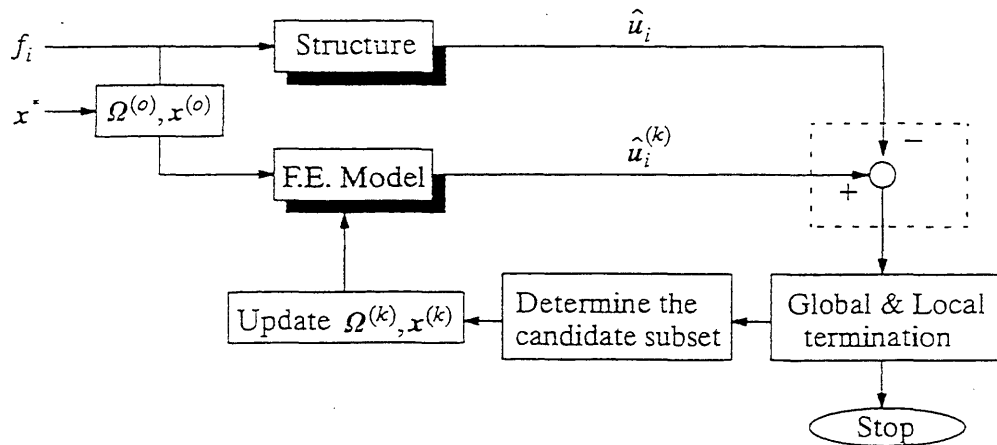 f_i
Structure
û_i
x* 
Ω^(o), x^(o)
−
û_i^(k)
F.E. Model
+
Update Ω^(k), x^(k)
Determine the
candidate subset
Global & Local
termination
Stop